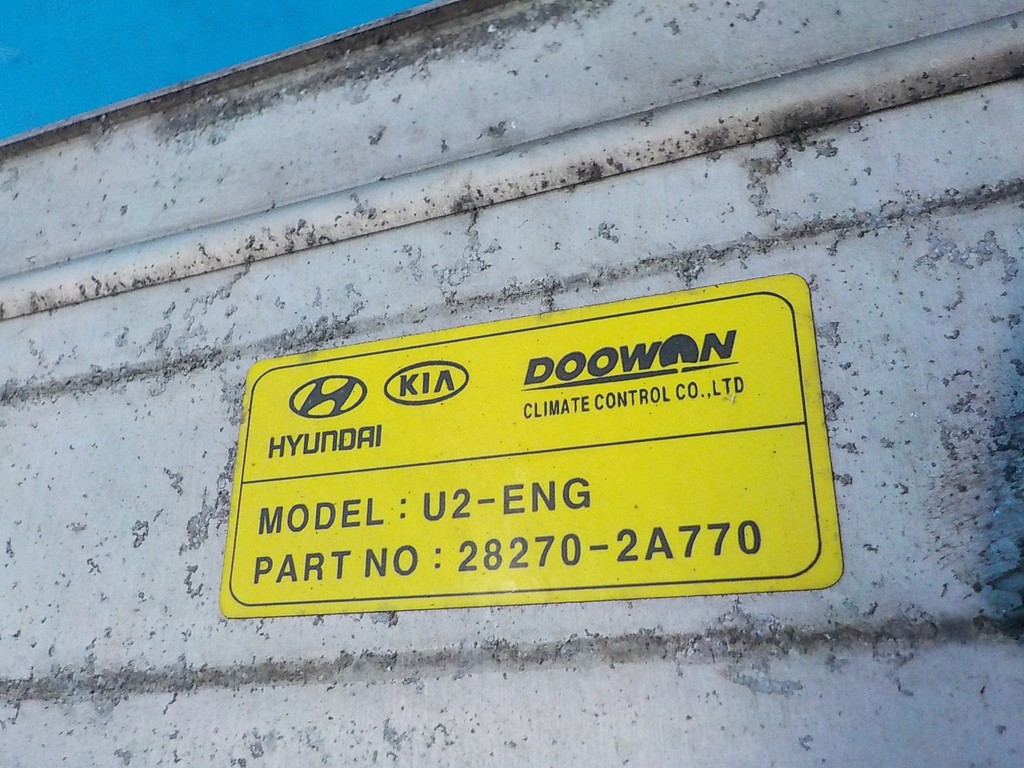 KIA
HYUNDAI
DOOWON
CLIMATE CONTROL CO.,LTD
MODEL : U2-ENG
PART NO : 28270-2A770